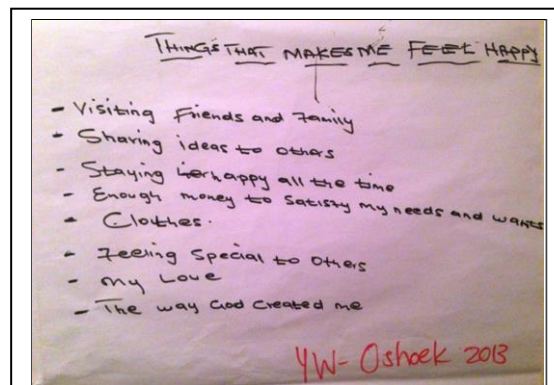 THINGS THAT MAKES ME FEEL HAPPY
- Visiting Friends and Family
- Sharing ideas to others
- Staying happy all the time
- Enough money to satisfy my needs and wants
- Clothes.
- Feeling Special to Others
- My Love
- The way God created me
YW- Oshoek 2013